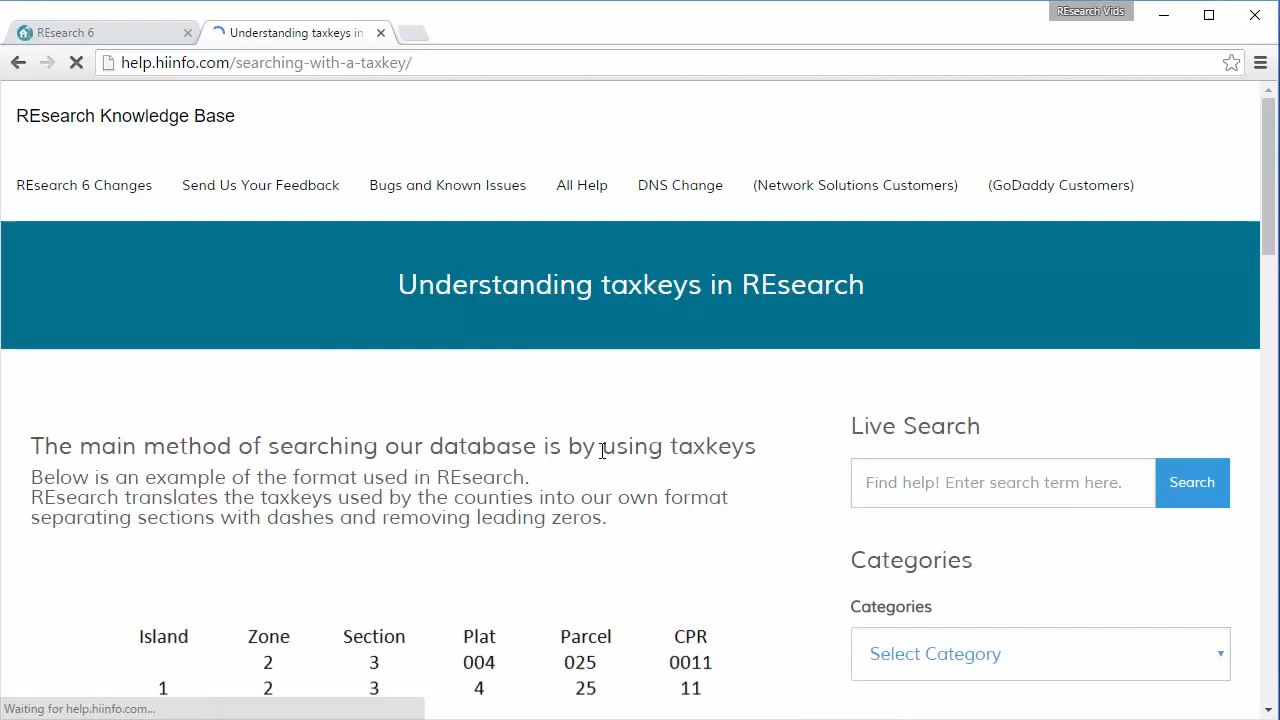 REsearch Vids
REsearch 6
Understanding taxkeys in
help.hiinfo.com/searching-with-a-taxkey/
REsearch Knowledge Base
REsearch 6 Changes Send Us Your Feedback Bugs and Known Issues All Help DNS Change (Network Solutions Customers) (GoDaddy Customers)
Understanding taxkeys in REsearch
The main method of searching our database is by using taxkeys
Below is an example of the format used in REsearch.
REsearch translates the taxkeys used by the counties into our own format
separating sections with dashes and removing leading zeros.
Island Zone Section Plat Parcel CPR
2 3 004 025 0011
1 2 3 4 25 11
Live Search
Find help! Enter search term here. Search
Categories
Categories
Select Category
Waiting for help.hiinfo.com...